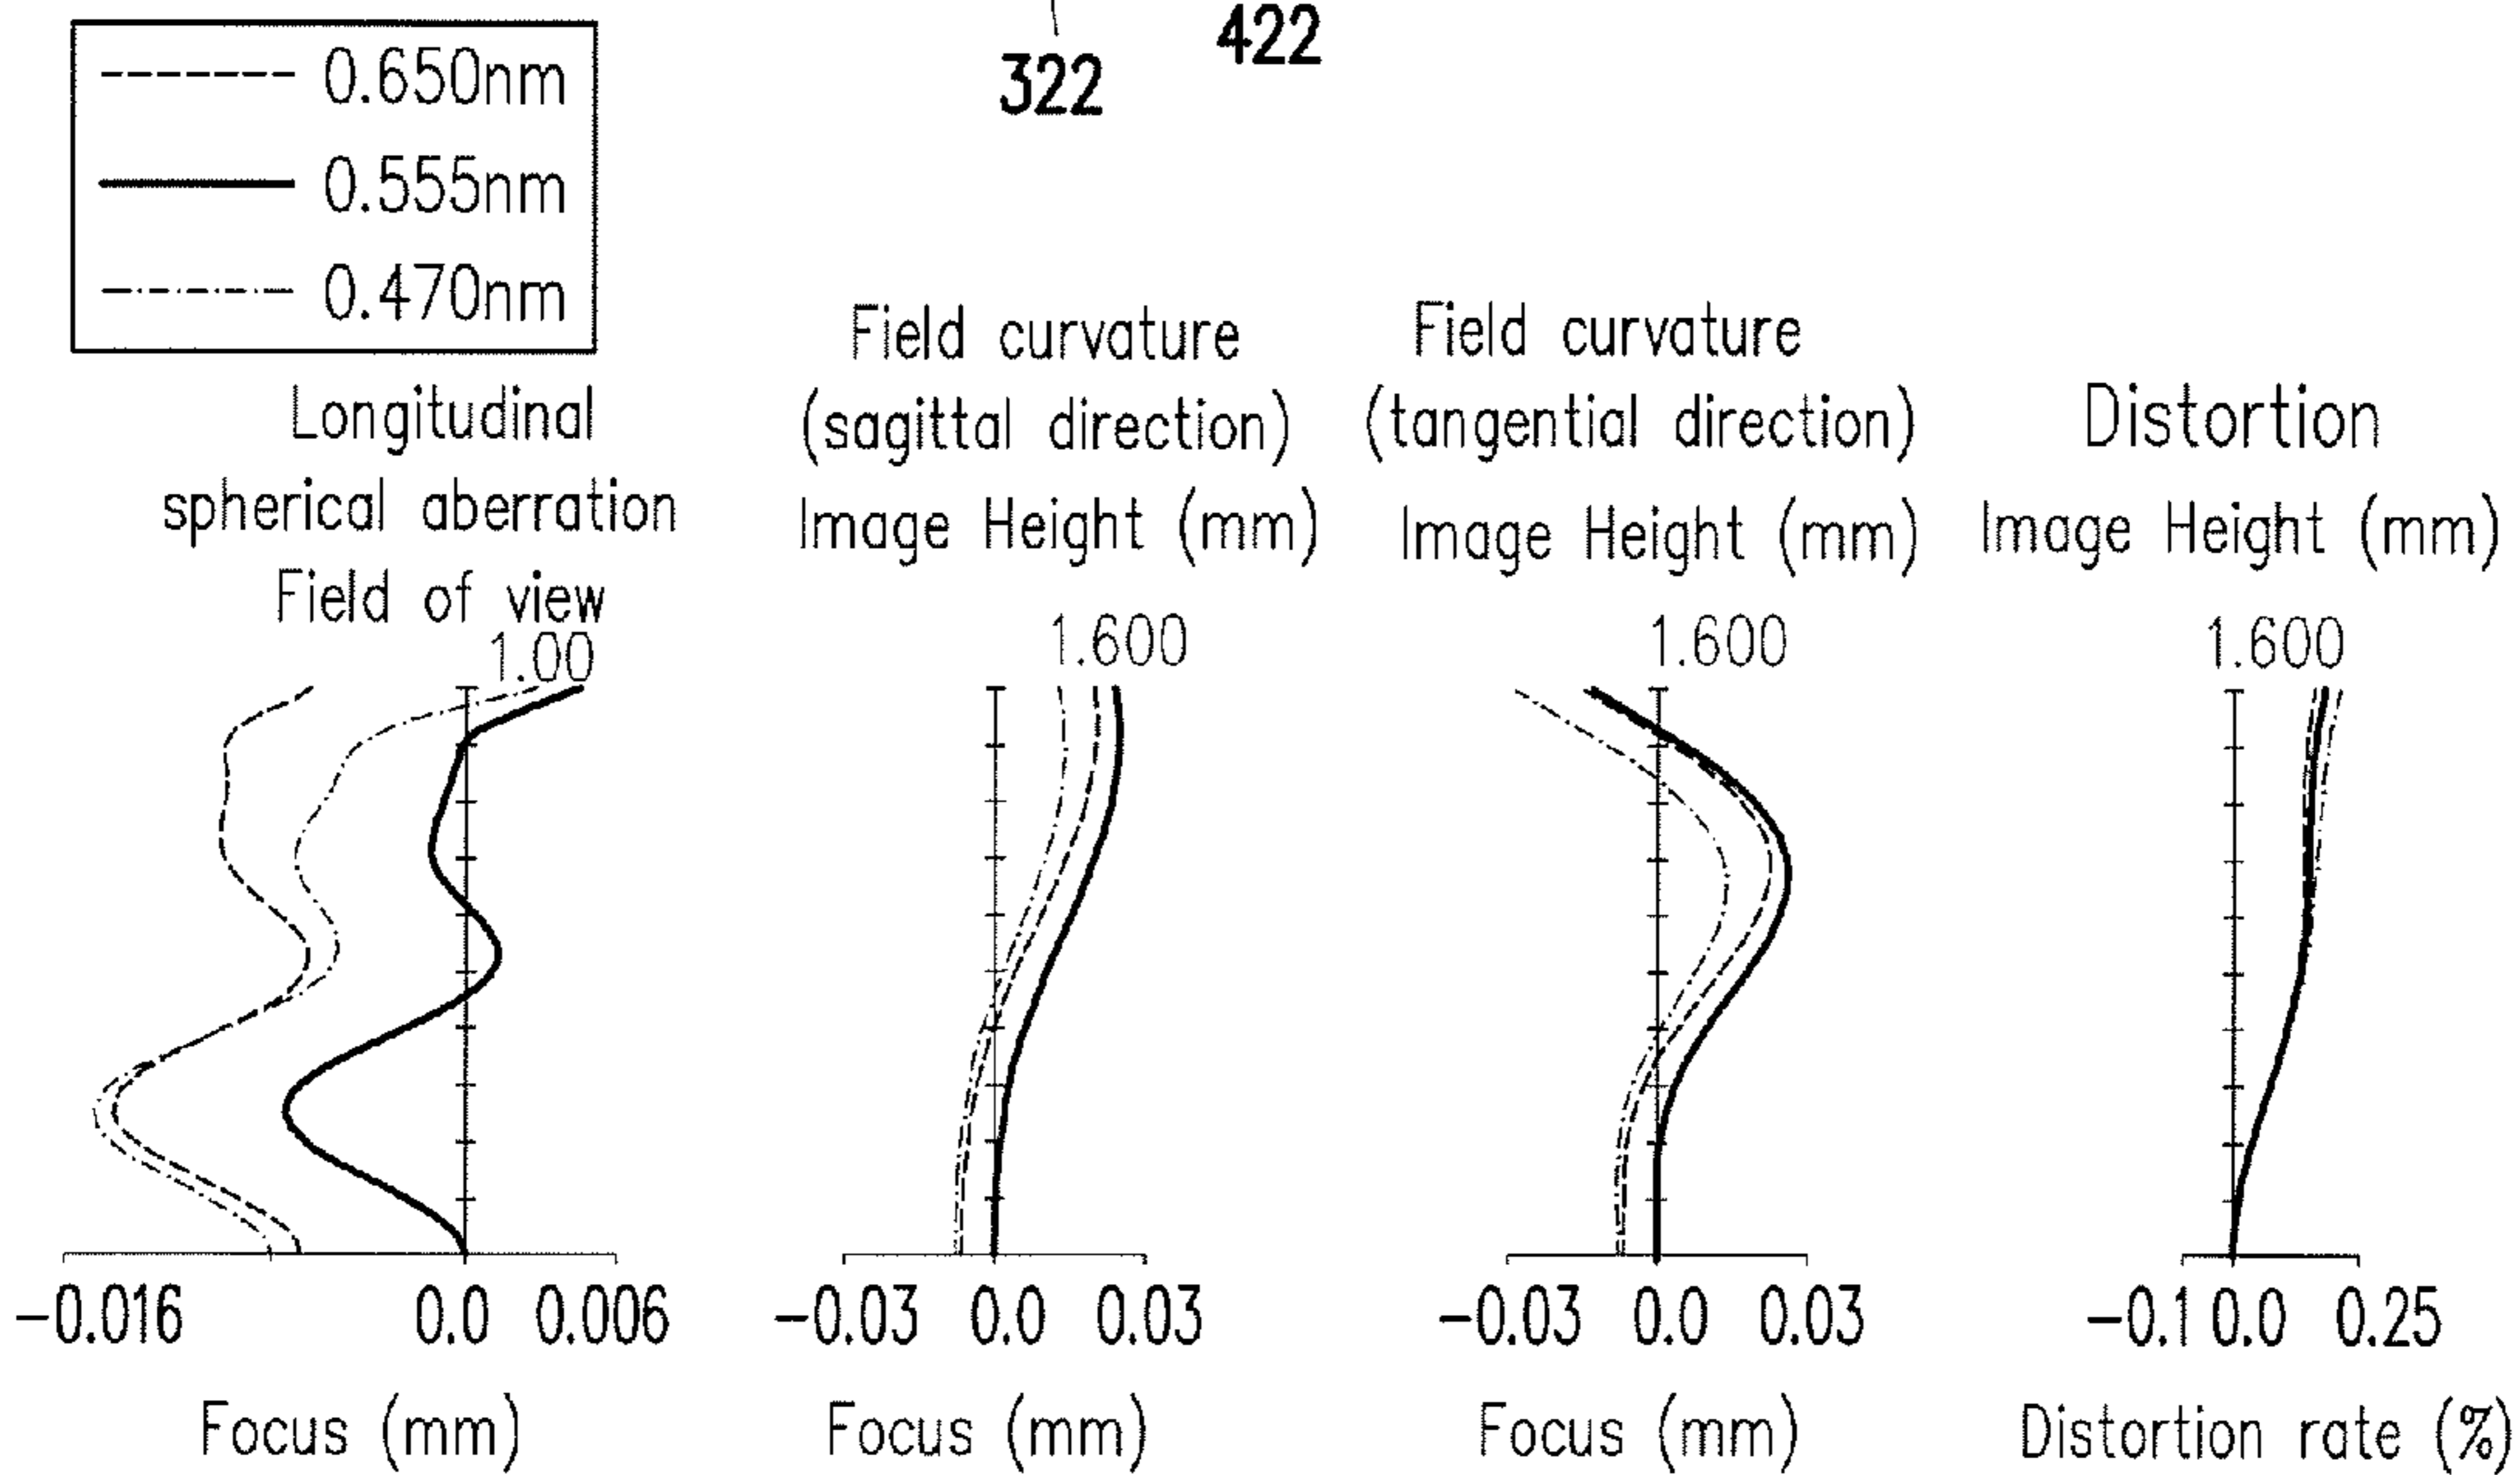 422
322
0.650nm
0.555nm
0.470nm
Longitudinal
spherical aberration
Field of view
1.00
-0.016 0.0 0.006
Focus (mm)
Field curvature
(sagittal direction)
Image Height (mm)
1.600
-0.03 0.0 0.03
Focus (mm)
Field curvature
(tangential direction)
Image Height (mm)
1.600
-0.03 0.0 0.03
Focus (mm)
Distortion
Image Height (mm)
1.600
-0.1 0.0 0.25
Distortion rate (%)